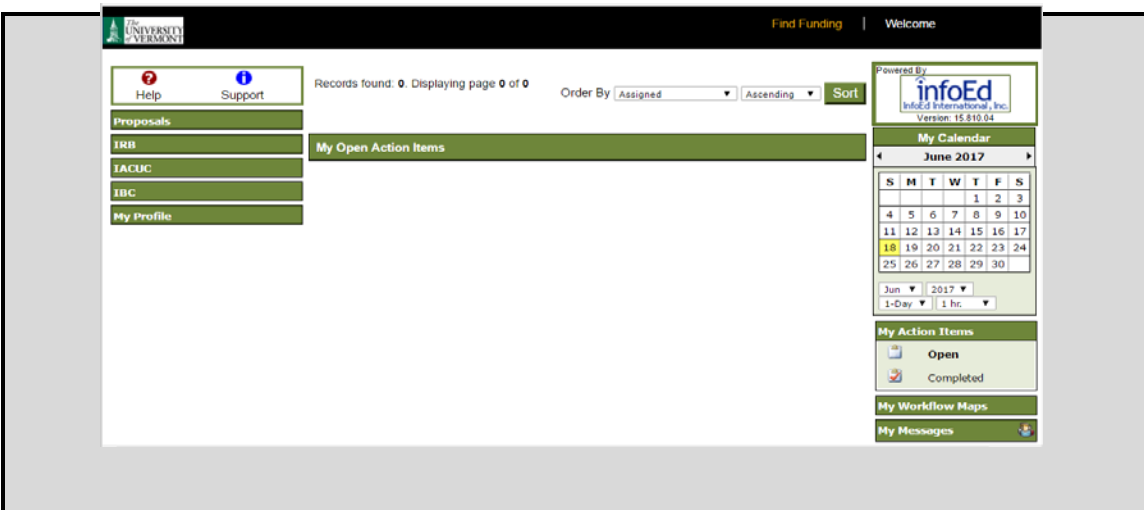 The
UNIVERSITY
of VERMONT
Find Funding | Welcome
Help Support
Proposals
IRB
IACUC
IBC
My Profile
Records found: 0. Displaying page 0 of 0
Order By Assigned Ascending Sort
My Open Action Items
Powered By
infoEd
InfoEd International, Inc.
Version: 15.810.04
My Calendar
June 2017
S M T W T F S
1 2 3
4 5 6 7 8 9 10
11 12 13 14 15 16 17
18 19 20 21 22 23 24
25 26 27 28 29 30
Jun 2017
1-Day 1 hr.
My Action Items
Open
Completed
My Workflow Maps
My Messages